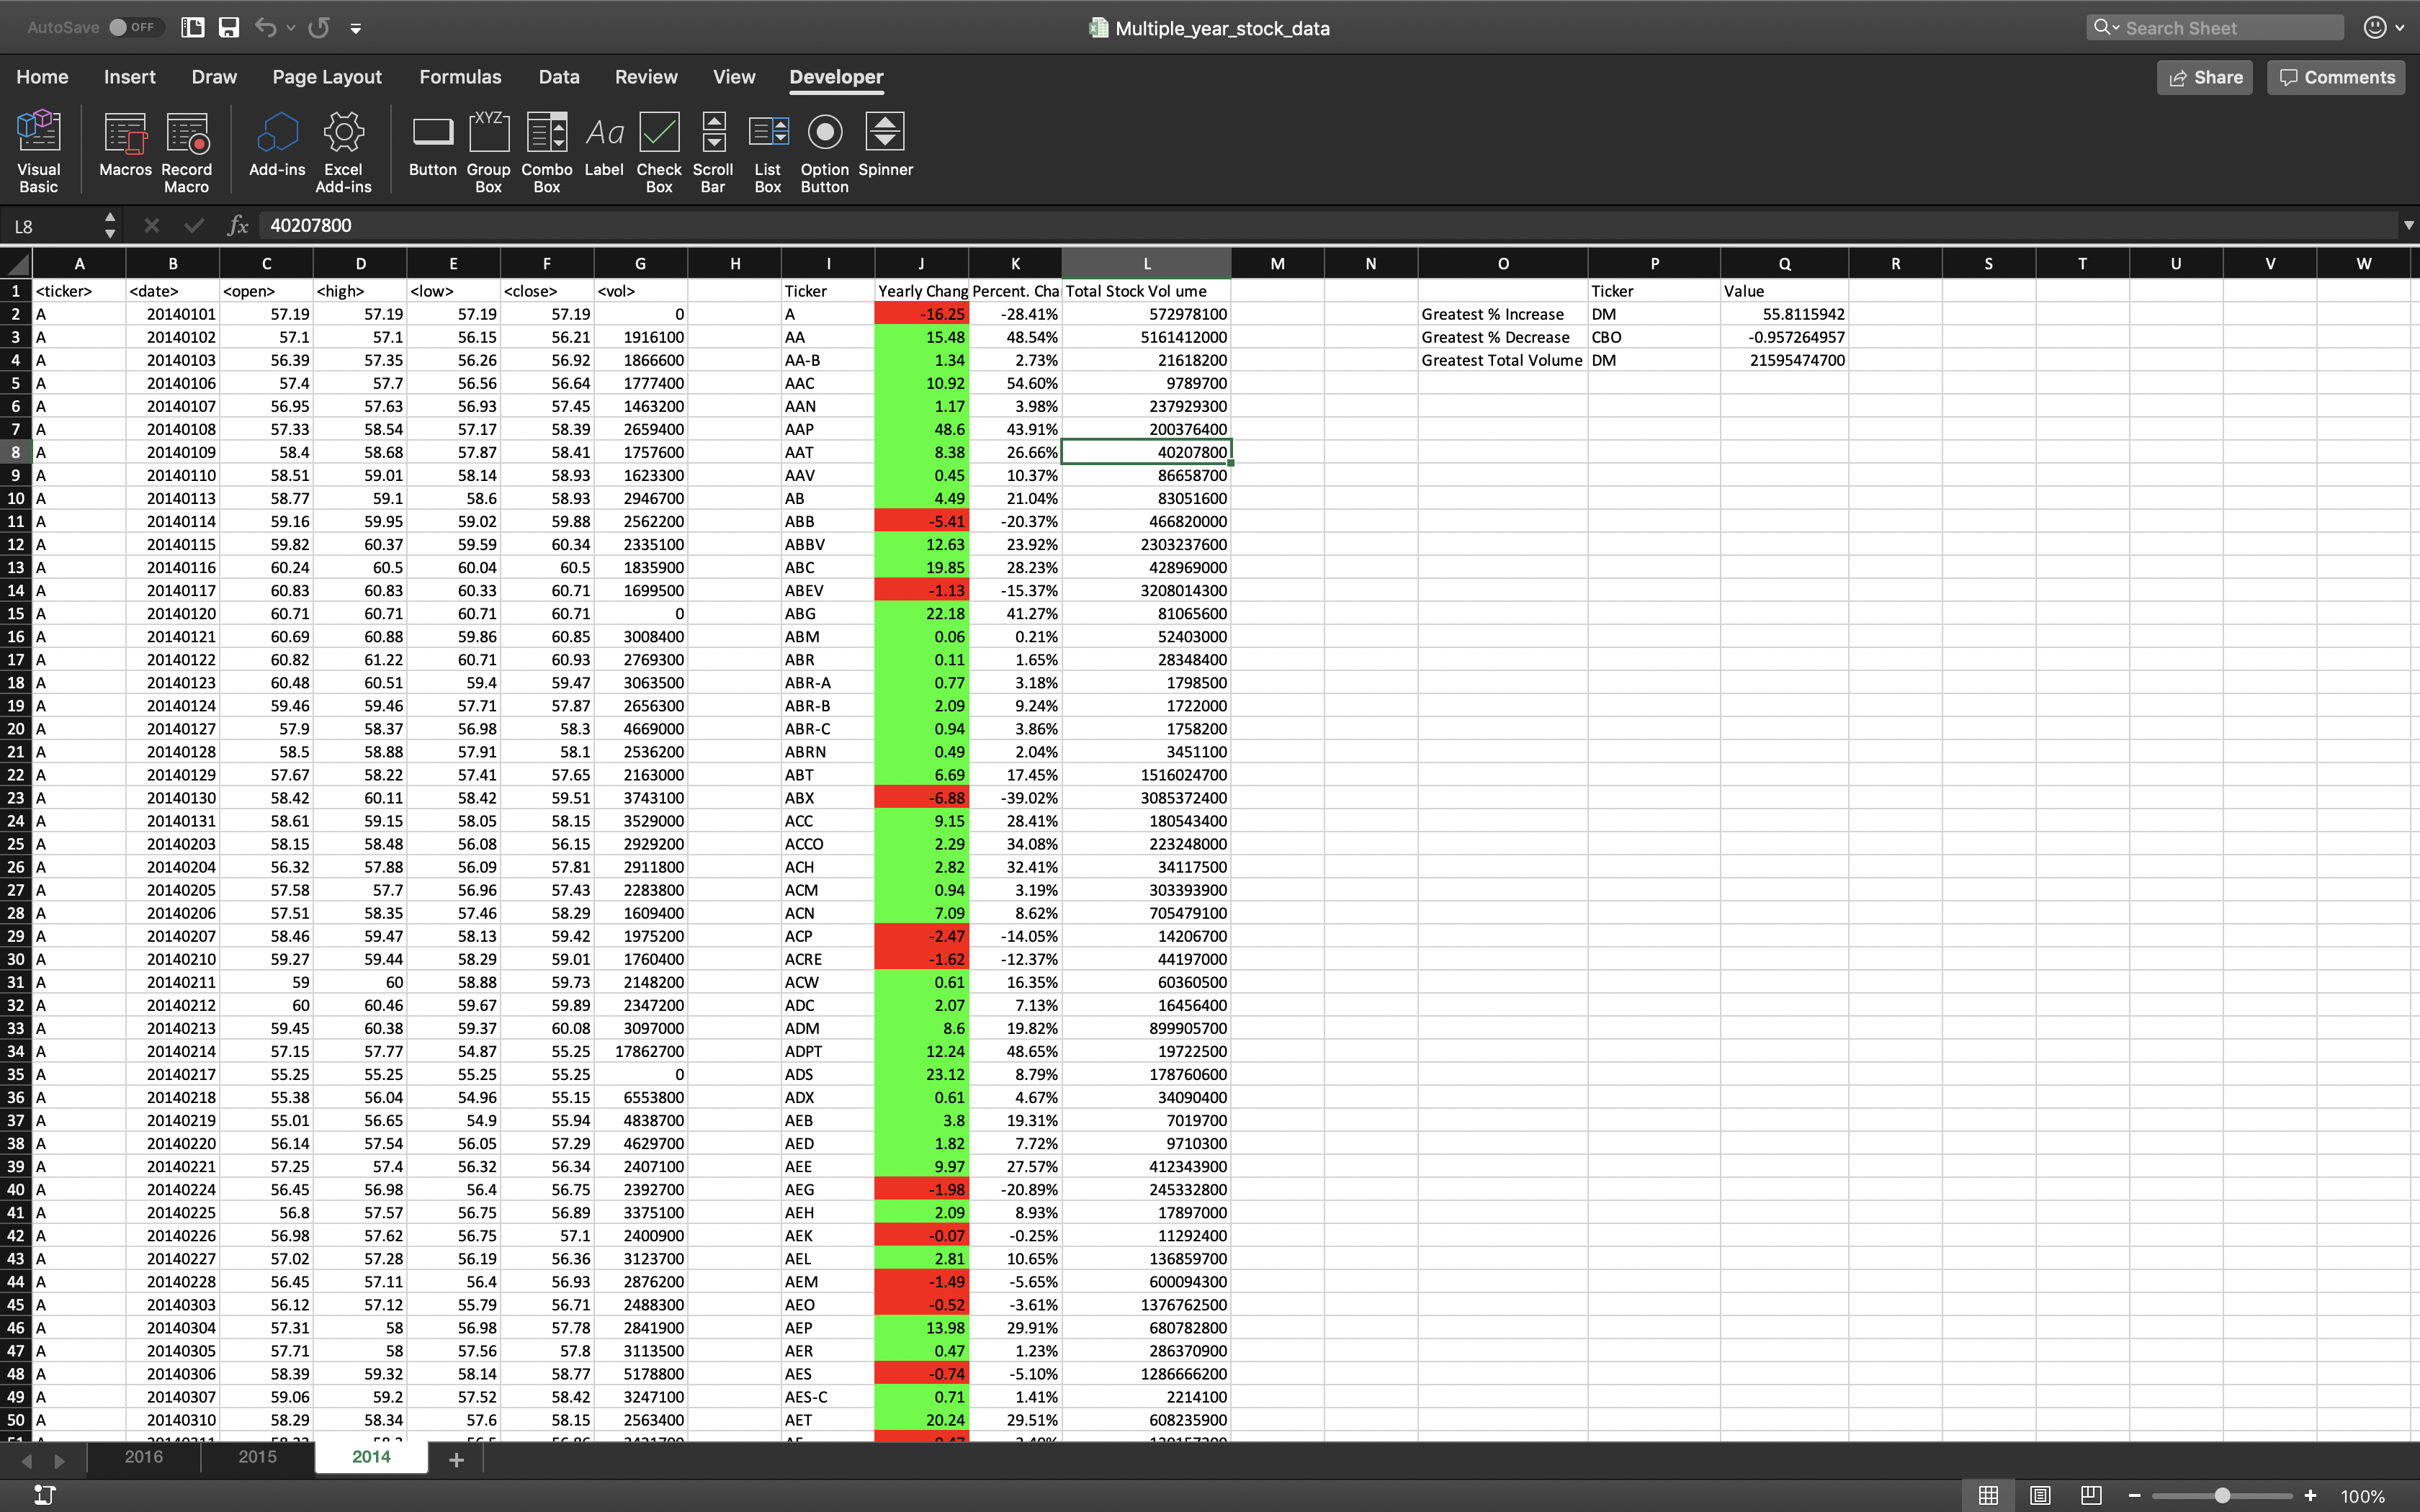 AutoSave OFF Multiple_year_stock_data Search Sheet
Home Insert Draw Page Layout Formulas Data Review View Developer Share Comments
Visual Basic Macros Record Macro Add-ins Excel Add-ins Button Group Box Combo Box Label Check Box Scroll Bar List Box Option Button Spinner
L8 fx 40207800
A B C D E F G H I J K L M N O P Q R S T U V W
1 <ticker> <date> <open> <high> <low> <close> <vol> Ticker Yearly Chang Percent. Cha Total Stock Vol ume Ticker Value
2 A 20140101 57.19 57.19 57.19 57.19 0 A -16.25 -28.41% 572978100 Greatest % Increase DM 55.8115942
3 A 20140102 57.1 57.1 56.15 56.21 1916100 AA 15.48 48.54% 5161412000 Greatest % Decrease CBO -0.957264957
4 A 20140103 56.39 57.35 56.26 56.92 1866600 AA-B 1.34 2.73% 21618200 Greatest Total Volume DM 21595474700
5 A 20140106 57.4 57.7 56.56 56.64 1777400 AAC 10.92 54.60% 9789700
6 A 20140107 56.95 57.63 56.93 57.45 1463200 AAN 1.17 3.98% 237929300
7 A 20140108 57.33 58.54 57.17 58.39 2659400 AAP 48.6 43.91% 200376400
8 A 20140109 58.4 58.68 57.87 58.41 1757600 AAT 8.38 26.66% 40207800
9 A 20140110 58.51 59.01 58.14 58.93 1623300 AAV 0.45 10.37% 86658700
10 A 20140113 58.77 59.1 58.6 58.93 2946700 AB 4.49 21.04% 83051600
11 A 20140114 59.16 59.95 59.02 59.88 2562200 ABB -5.41 -20.37% 466820000
12 A 20140115 59.82 60.37 59.59 60.34 2335100 ABBV 12.63 23.92% 2303237600
13 A 20140116 60.24 60.5 60.04 60.5 1835900 ABC 19.85 28.23% 428969000
14 A 20140117 60.83 60.83 60.33 60.71 1699500 ABEV -1.13 -15.37% 3208014300
15 A 20140120 60.71 60.71 60.71 60.71 0 ABG 22.18 41.27% 81065600
16 A 20140121 60.69 60.88 59.86 60.85 3008400 ABM 0.06 0.21% 52403000
17 A 20140122 60.82 61.22 60.71 60.93 2769300 ABR 0.11 1.65% 28348400
18 A 20140123 60.48 60.51 59.4 59.47 3063500 ABR-A 0.77 3.18% 1798500
19 A 20140124 59.46 59.46 57.71 57.87 2656300 ABR-B 2.09 9.24% 1722000
20 A 20140127 57.9 58.37 56.98 58.3 4669000 ABR-C 0.94 3.86% 1758200
21 A 20140128 58.5 58.88 57.91 58.1 2536200 ABRN 0.49 2.04% 3451100
22 A 20140129 57.67 58.22 57.41 57.65 2163000 ABT 6.69 17.45% 1516024700
23 A 20140130 58.42 60.11 58.42 59.51 3743100 ABX -6.88 -39.02% 3085372400
24 A 20140131 58.61 59.15 58.05 58.15 3529000 ACC 9.15 28.41% 180543400
25 A 20140203 58.15 58.48 56.08 56.15 2929200 ACCO 2.29 34.08% 223248000
26 A 20140204 56.32 57.88 56.09 57.81 2911800 ACH 2.82 32.41% 34117500
27 A 20140205 57.58 57.7 56.96 57.43 2283800 ACM 0.94 3.19% 303393900
28 A 20140206 57.51 58.35 57.46 58.29 1609400 ACN 7.09 8.62% 705479100
29 A 20140207 58.46 59.47 58.13 59.42 1975200 ACP -2.47 -14.05% 14206700
30 A 20140210 59.27 59.44 58.29 59.01 1760400 ACRE -1.62 -12.37% 44197000
31 A 20140211 59 60 58.88 59.73 2148200 ACW 0.61 16.35% 60360500
32 A 20140212 60 60.46 59.67 59.89 2347200 ADC 2.07 7.13% 16456400
33 A 20140213 59.45 60.38 59.37 60.08 3097000 ADM 8.6 19.82% 899905700
34 A 20140214 57.15 57.77 54.87 55.25 17862700 ADPT 12.24 48.65% 19722500
35 A 20140217 55.25 55.25 55.25 55.25 0 ADS 23.12 8.79% 178760600
36 A 20140218 55.38 56.04 54.96 55.15 6553800 ADX 0.61 4.67% 34090400
37 A 20140219 55.01 56.65 54.9 55.94 4838700 AEB 3.8 19.31% 7019700
38 A 20140220 56.14 57.54 56.05 57.29 4629700 AED 1.82 7.72% 9710300
39 A 20140221 57.25 57.4 56.32 56.34 2407100 AEE 9.97 27.57% 412343900
40 A 20140224 56.45 56.98 56.4 56.75 2392700 AEG -1.98 -20.89% 245332800
41 A 20140225 56.8 57.57 56.75 56.89 3375100 AEH 2.09 8.93% 17897000
42 A 20140226 56.98 57.62 56.75 57.1 2400900 AEK -0.07 -0.25% 11292400
43 A 20140227 57.02 57.28 56.19 56.36 3123700 AEL 2.81 10.65% 136859700
44 A 20140228 56.45 57.11 56.4 56.93 2876200 AEM -1.49 -5.65% 600094300
45 A 20140303 56.12 57.12 55.79 56.71 2488300 AEO -0.52 -3.61% 1376762500
46 A 20140304 57.31 58 56.98 57.78 2841900 AEP 13.98 29.91% 680782800
47 A 20140305 57.71 58 57.56 57.8 3113500 AER 0.47 1.23% 286370900
48 A 20140306 58.39 59.32 58.14 58.77 5178800 AES -0.74 -5.10% 1286666200
49 A 20140307 59.06 59.2 57.52 58.42 3247100 AES-C 0.71 1.41% 2214100
50 A 20140310 58.29 58.34 57.6 58.15 2563400 AET 20.24 29.51% 608235900
2016 2015 2014 +
100%